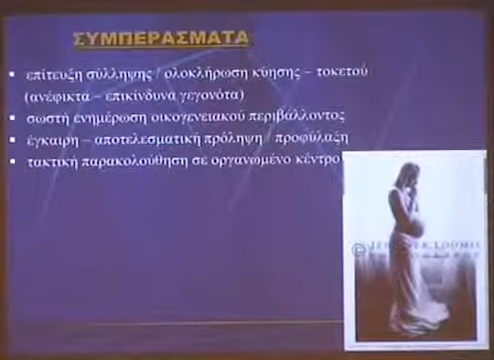 ΣΥΜΠΕΡΑΣΜΑΤΑ
• επίτευξη σύλληψης / ολοκλήρωση κύησης – τοκετού
(ανέφικτα – επικίνδυνα γεγονότα)
• σωστή ενημέρωση οικογενειακού περιβάλλοντος
• έγκαιρη – αποτελεσματική πρόληψη / προφύλαξη
• τακτική παρακολούθηση σε οργανωμένο κέντρο
©
LOOMIS